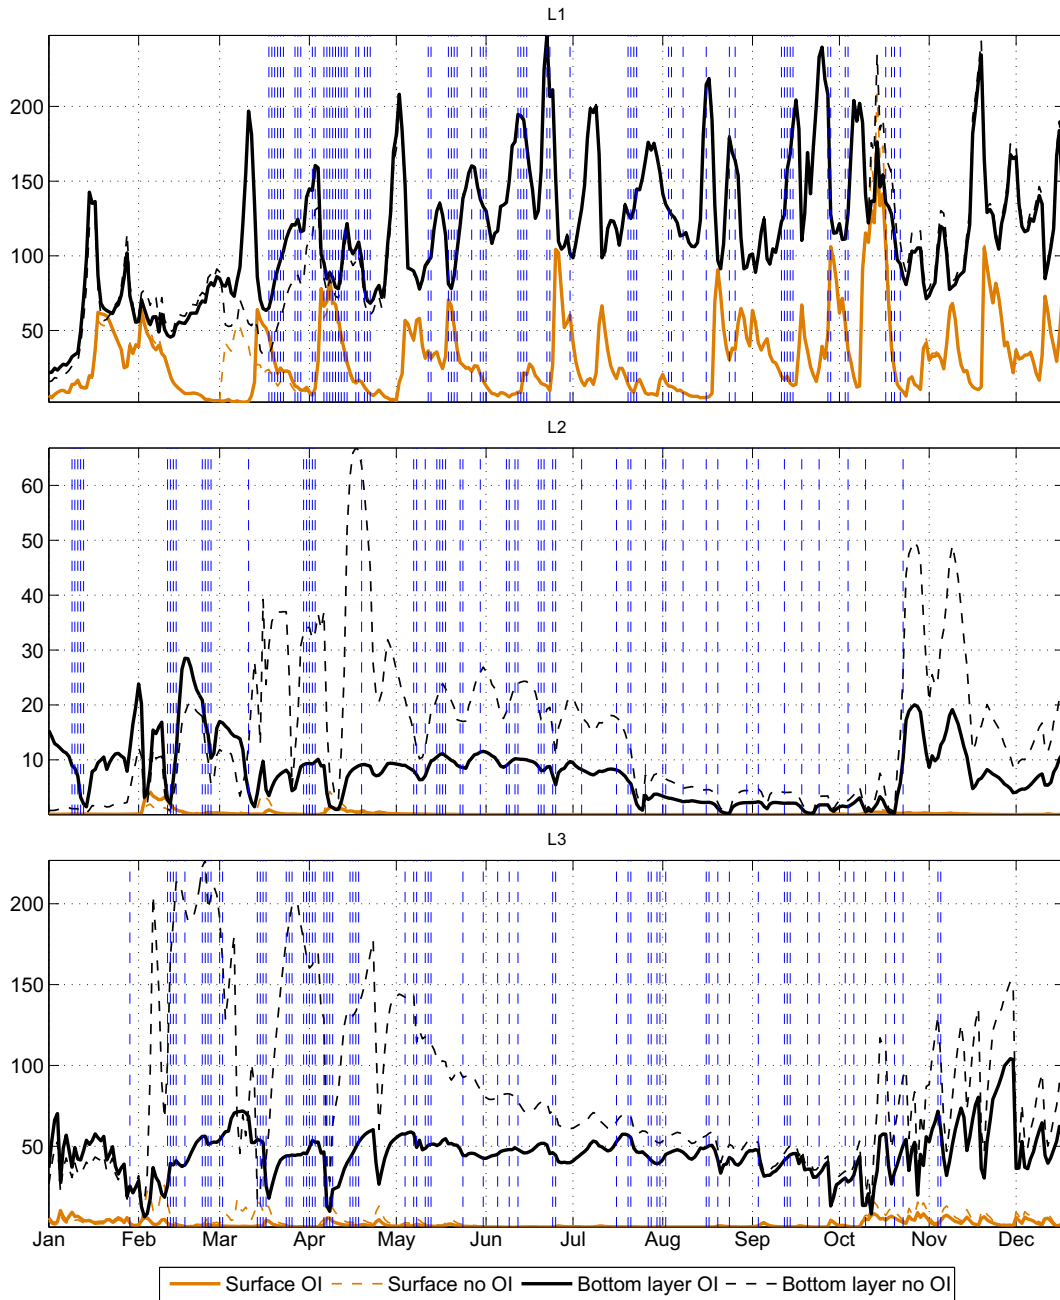 L1
200
150
100
50
L2
60
50
40
30
20
10
L3
200
150
100
50
Jan Feb Mar Apr May Jun Jul Aug Sep Oct Nov Dec
Surface OI Surface no OI Bottom layer OI Bottom layer no OI